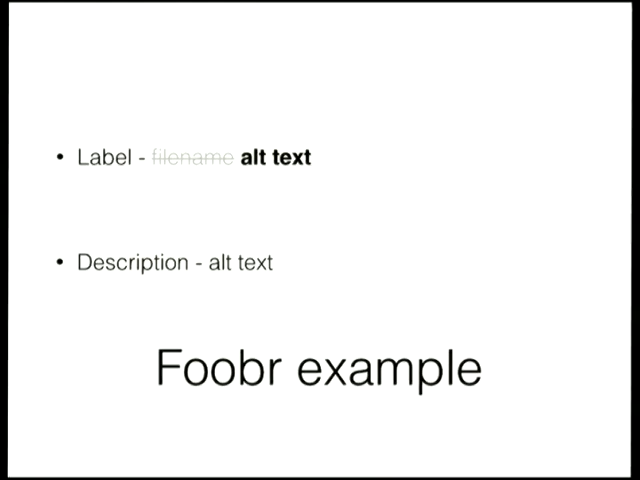 • Label - filename alt text
• Description - alt text
Foobr example